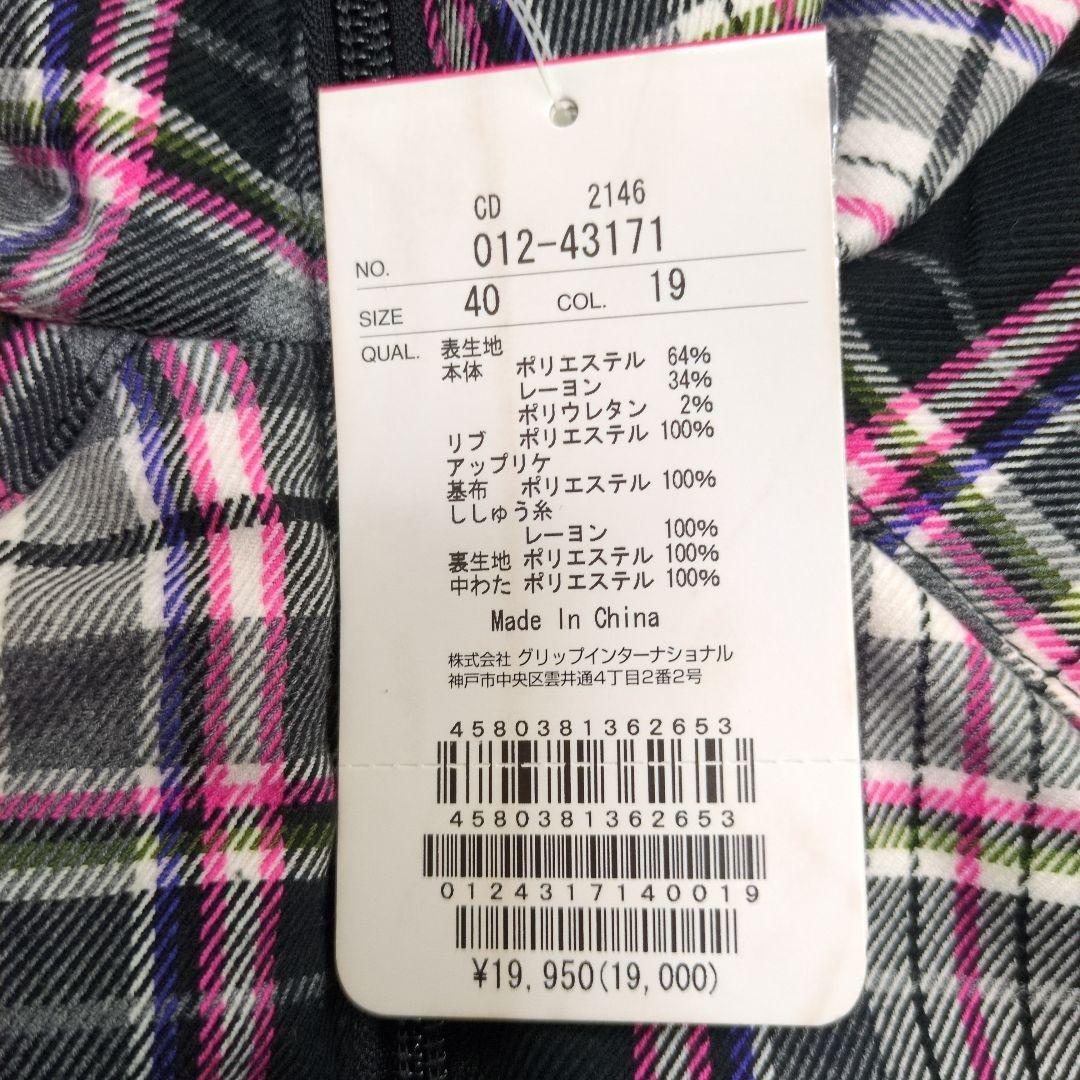 CD 2146
NO. 012-43171
SIZE 40 COL. 19
QUAL. 表生地
本体 ポリエステル 64%
レーヨン 34%
ポリウレタン 2%
リブ ポリエステル 100%
アップリケ
基布 ポリエステル 100%
ししゅう糸
レーヨン 100%
裏生地 ポリエステル 100%
中わた ポリエステル 100%
Made In China
株式会社 グリップインターナショナル
神戸市中央区雲井通4丁目2番2号
4580381362653
4580381362653
0124317140019
¥19,950(19,000)